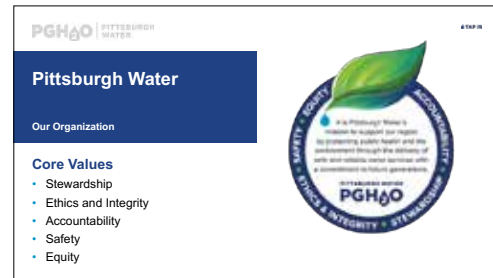 PGH2O PITTSBURGH
WATER
TAP IN
Pittsburgh Water
Our Organization
Core Values
• Stewardship
• Ethics and Integrity
• Accountability
• Safety
• Equity
SAFETY • EQUITY
ACCOUNTABILITY
ETHICS & INTEGRITY • STEWARDSHIP
It is Pittsburgh Water's
mission to support our region
by protecting public health and the
environment through the delivery of
safe and reliable water services with
a commitment to future generations.
PITTSBURGH WATER
PGH2O